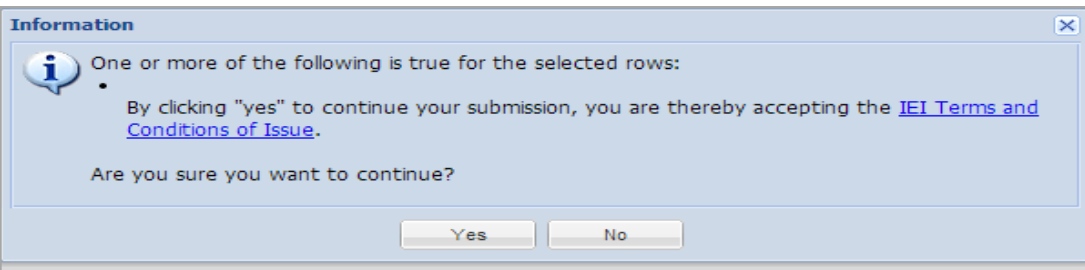 Information
One or more of the following is true for the selected rows:
•
By clicking "yes" to continue your submission, you are thereby accepting the IEI Terms and
Conditions of Issue.
Are you sure you want to continue?
Yes No